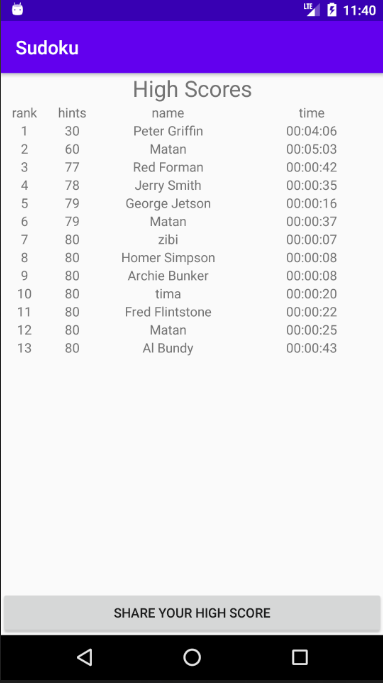 LTE 11:40
Sudoku
High Scores
rank hints name time
1 30 Peter Griffin 00:04:06
2 60 Matan 00:05:03
3 77 Red Forman 00:00:42
4 78 Jerry Smith 00:00:35
5 79 George Jetson 00:00:16
6 79 Matan 00:00:37
7 80 zibi 00:00:07
8 80 Homer Simpson 00:00:08
9 80 Archie Bunker 00:00:08
10 80 tima 00:00:20
11 80 Fred Flintstone 00:00:22
12 80 Matan 00:00:25
13 80 Al Bundy 00:00:43
SHARE YOUR HIGH SCORE